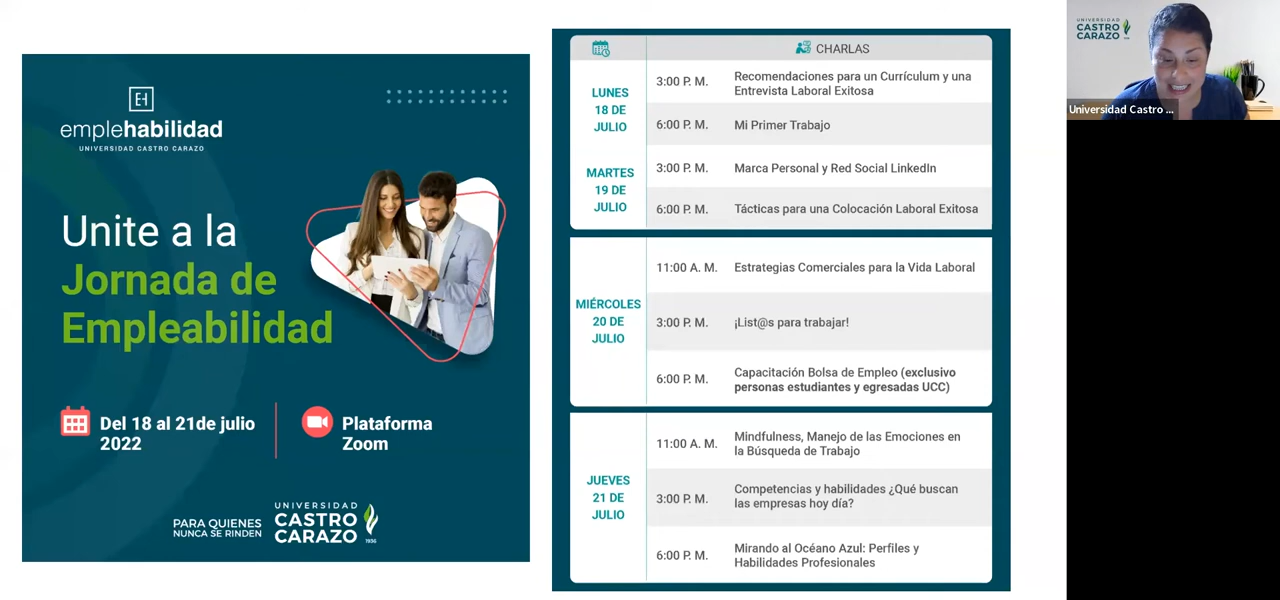 EH
emplehabilidad
UNIVERSIDAD CASTRO CARAZO
Unite a la
Jornada de
Empleabilidad
Del 18 al 21de julio
2022
Plataforma
Zoom
PARA QUIENES
NUNCA SE RINDEN
UNIVERSIDAD
CASTRO
CARAZO
1936
CHARLAS
LUNES
18 DE
JULIO
3:00 P. M.
Recomendaciones para un Currículum y una
Entrevista Laboral Exitosa
6:00 P. M.
Mi Primer Trabajo
MARTES
19 DE
JULIO
3:00 P. M.
Marca Personal y Red Social LinkedIn
6:00 P. M.
Tácticas para una Colocación Laboral Exitosa
MIÉRCOLES
20 DE
JULIO
11:00 A. M.
Estrategias Comerciales para la Vida Laboral
3:00 P. M.
¡List@s para trabajar!
6:00 P. M.
Capacitación Bolsa de Empleo (exclusivo
personas estudiantes y egresadas UCC)
JUEVES
21 DE
JULIO
11:00 A. M.
Mindfulness, Manejo de las Emociones en
la Búsqueda de Trabajo
3:00 P. M.
Competencias y habilidades ¿Qué buscan
las empresas hoy día?
6:00 P. M.
Mirando al Océano Azul: Perfiles y
Habilidades Profesionales
UNIVERSIDAD
CASTRO
CARAZO
Universidad Castro ...